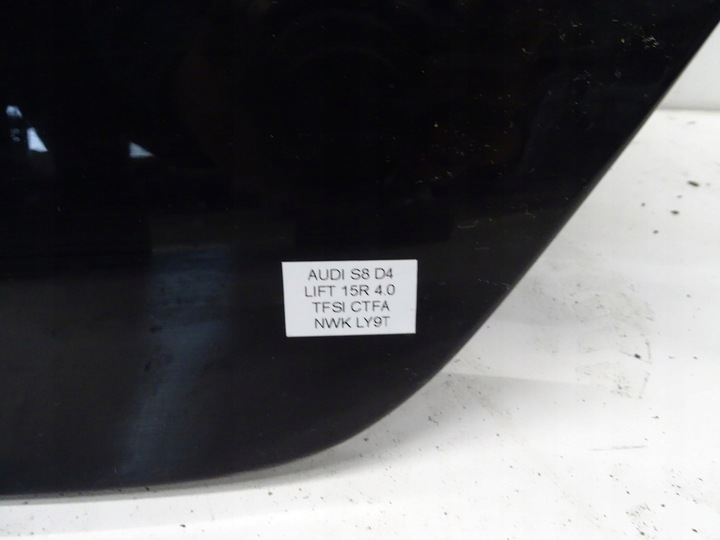 AUDI S8 D4
LIFT 15R 4.0
TFSI CTFA
NWK LY9T